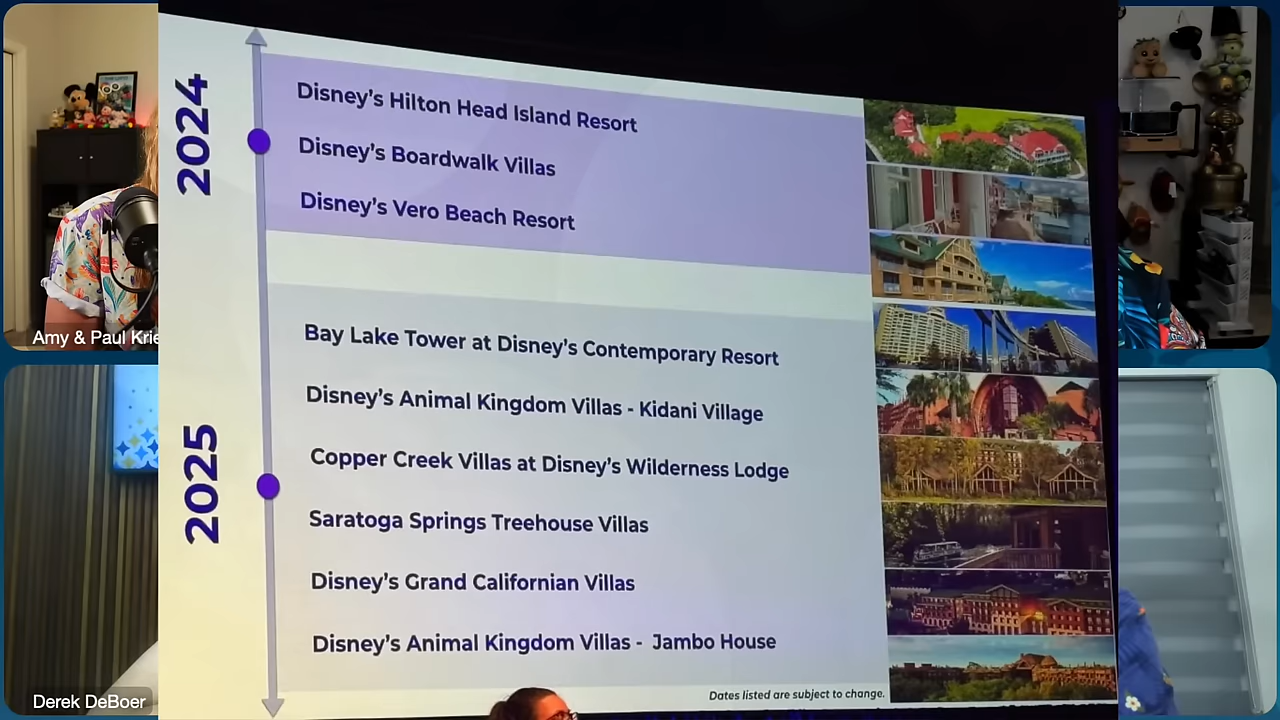 2024
Disney's Hilton Head Island Resort
Disney's Boardwalk Villas
Disney's Vero Beach Resort
2025
Bay Lake Tower at Disney's Contemporary Resort
Disney's Animal Kingdom Villas - Kidani Village
Copper Creek Villas at Disney's Wilderness Lodge
Saratoga Springs Treehouse Villas
Disney's Grand Californian Villas
Disney's Animal Kingdom Villas - Jambo House
Dates listed are subject to change.
Amy & Paul Krie
Derek DeBoer